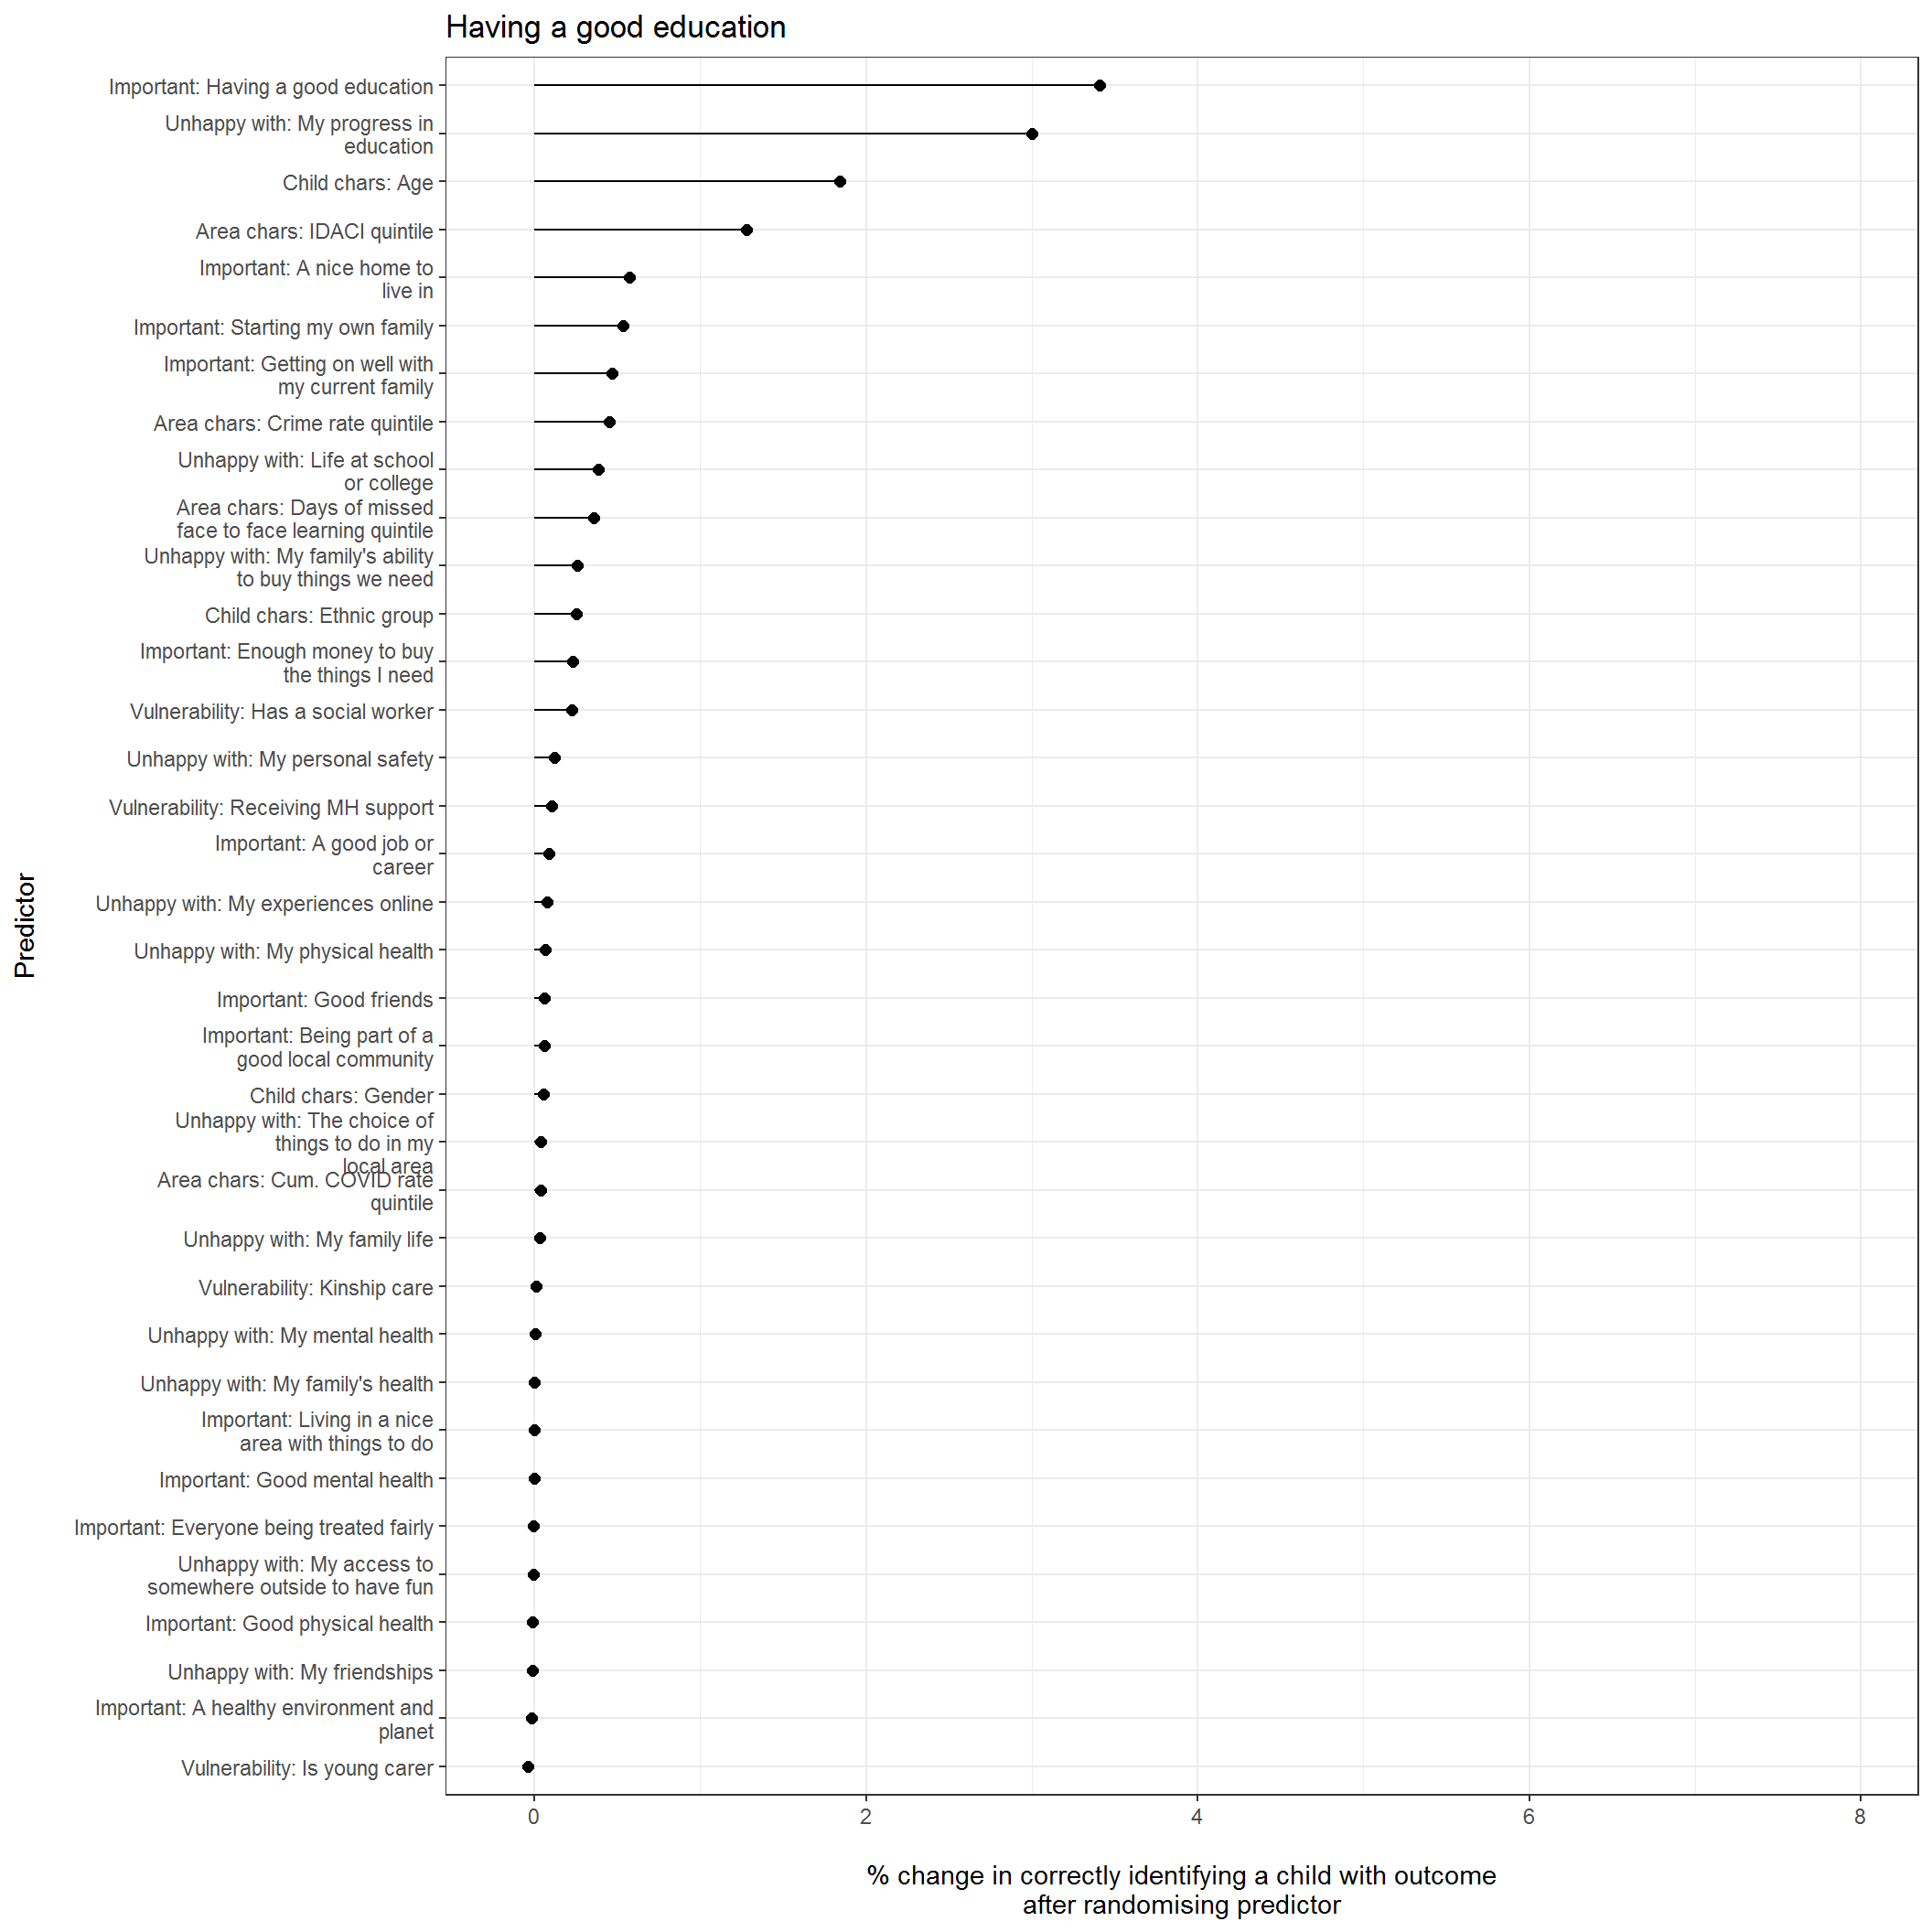 Having a good education
Important: Having a good education
Unhappy with: My progress in
education
Child chars: Age
Area chars: IDACI quintile
Important: A nice home to
live in
Important: Starting my own family
Important: Getting on well with
my current family
Area chars: Crime rate quintile
Unhappy with: Life at school
or college
Area chars: Days of missed
face to face learning quintile
Unhappy with: My family's ability
to buy things we need
Child chars: Ethnic group
Important: Enough money to buy
the things I need
Vulnerability: Has a social worker
Unhappy with: My personal safety
Vulnerability: Receiving MH support
Important: A good job or
career
Unhappy with: My experiences online
Unhappy with: My physical health
Important: Good friends
Important: Being part of a
good local community
Child chars: Gender
Unhappy with: The choice of
things to do in my
local area
Area chars: Cum. COVID rate
quintile
Unhappy with: My family life
Vulnerability: Kinship care
Unhappy with: My mental health
Unhappy with: My family's health
Important: Living in a nice
area with things to do
Important: Good mental health
Important: Everyone being treated fairly
Unhappy with: My access to
somewhere outside to have fun
Important: Good physical health
Unhappy with: My friendships
Important: A healthy environment and
planet
Vulnerability: Is young carer
Predictor
0 2 4 6 8
% change in correctly identifying a child with outcome
after randomising predictor